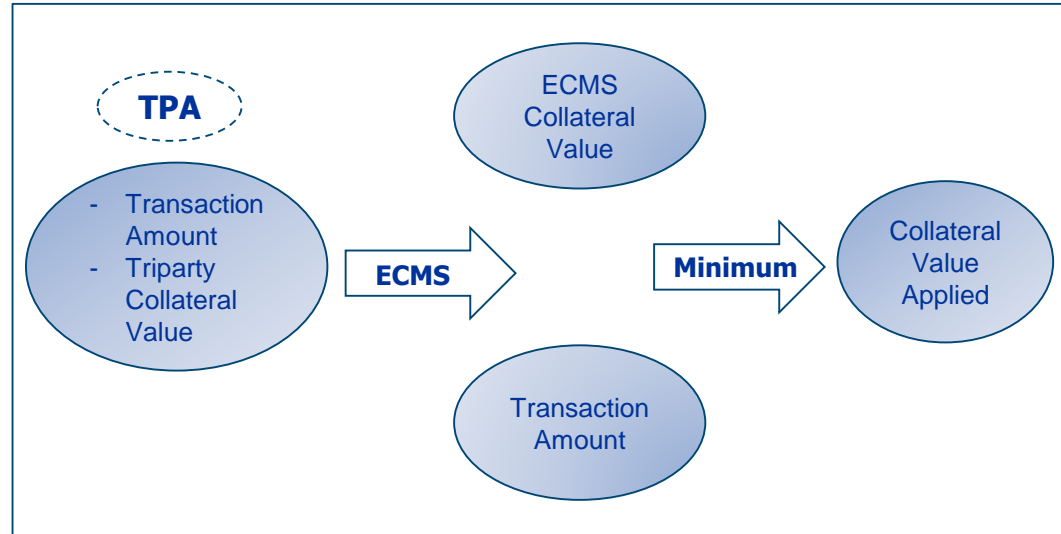 TPA
- Transaction
Amount
- Triparty
Collateral
Value
ECMS
ECMS
Collateral
Value
Transaction
Amount
Minimum
Collateral
Value
Applied